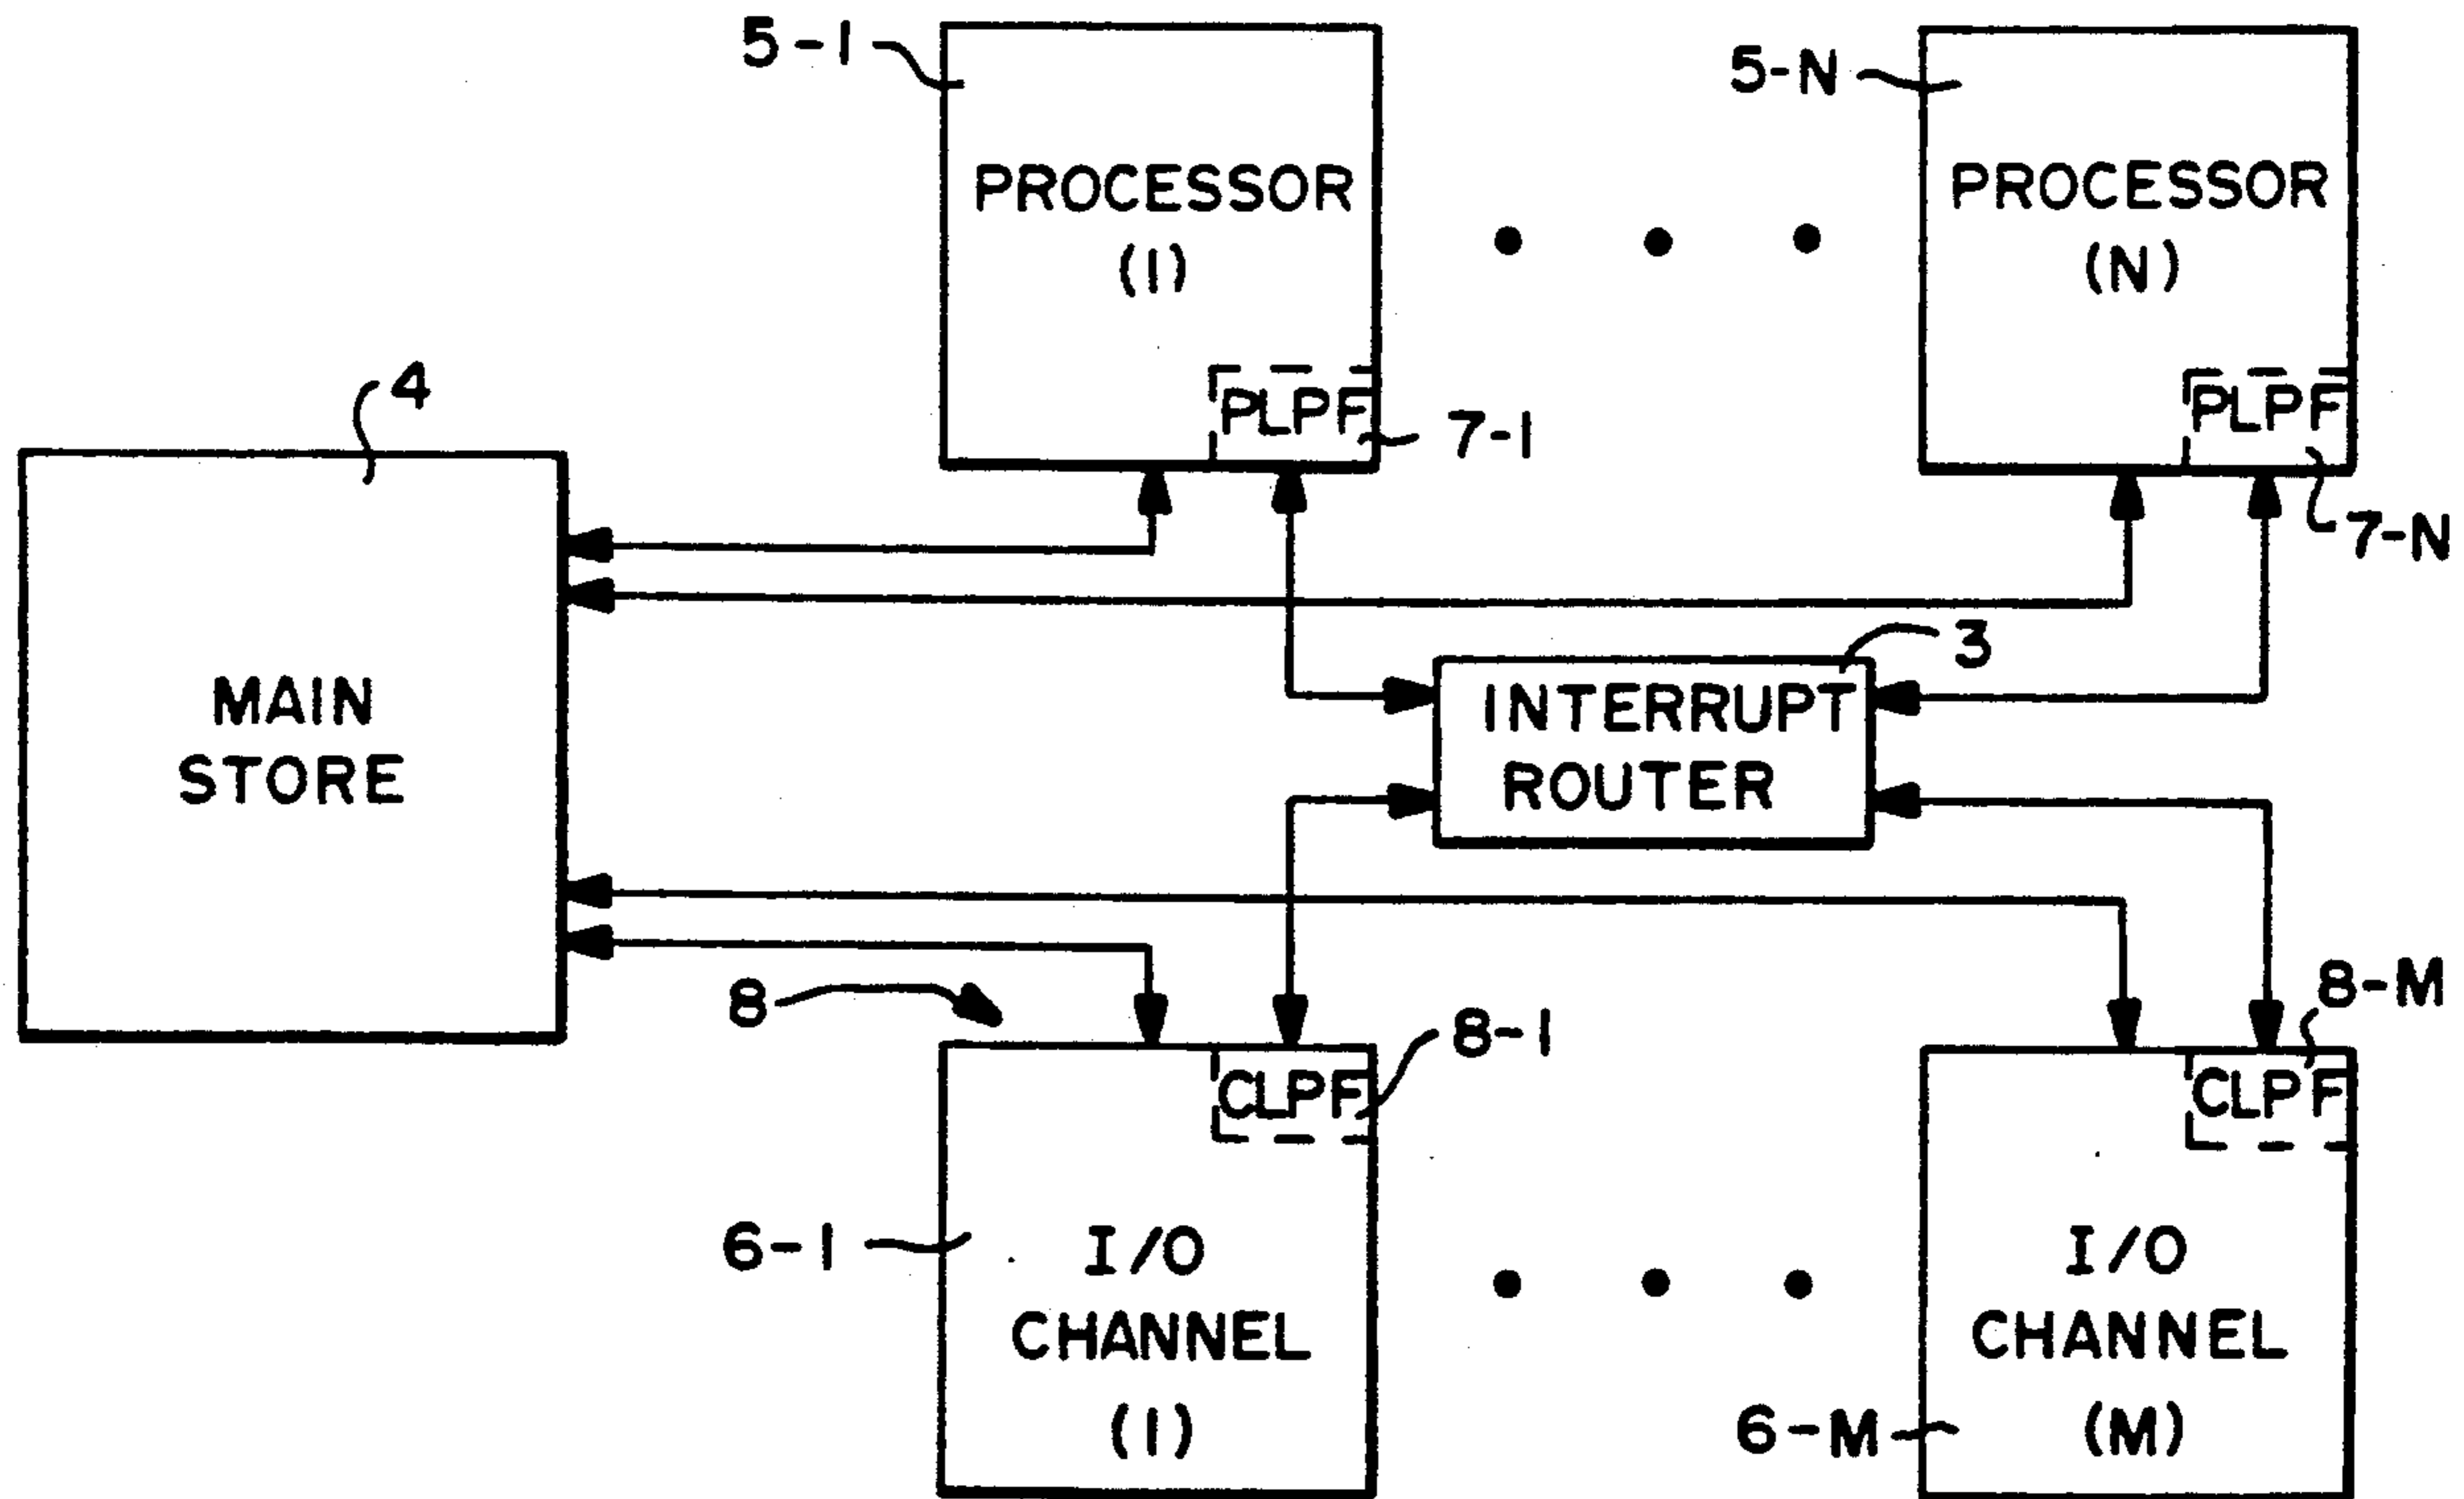 5-1
PROCESSOR
(1)
PLPF
7-1
5-N
PROCESSOR
(N)
PLPF
7-N
4
MAIN
STORE
3
INTERRUPT
ROUTER
8
8-1
CLPF
6-1
I/O
CHANNEL
(1)
8-M
CLPF
6-M
I/O
CHANNEL
(M)